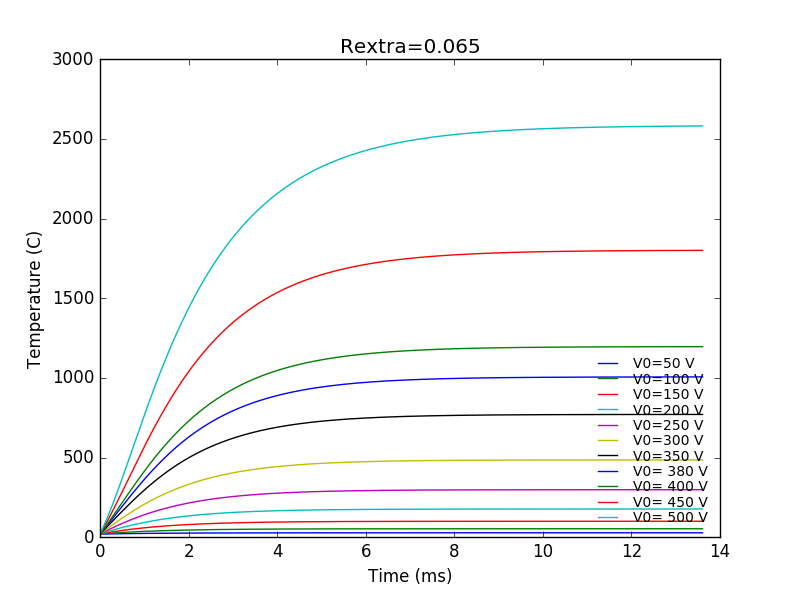 Rextra=0.065
3000
2500
2000
1500
1000
500
0
Temperature (C)
V0=50 V
V0=100 V
V0=150 V
V0=200 V
V0=250 V
V0=300 V
V0=350 V
V0= 380 V
V0= 400 V
V0= 450 V
V0= 500 V
0 2 4 6 8 10 12 14
Time (ms)